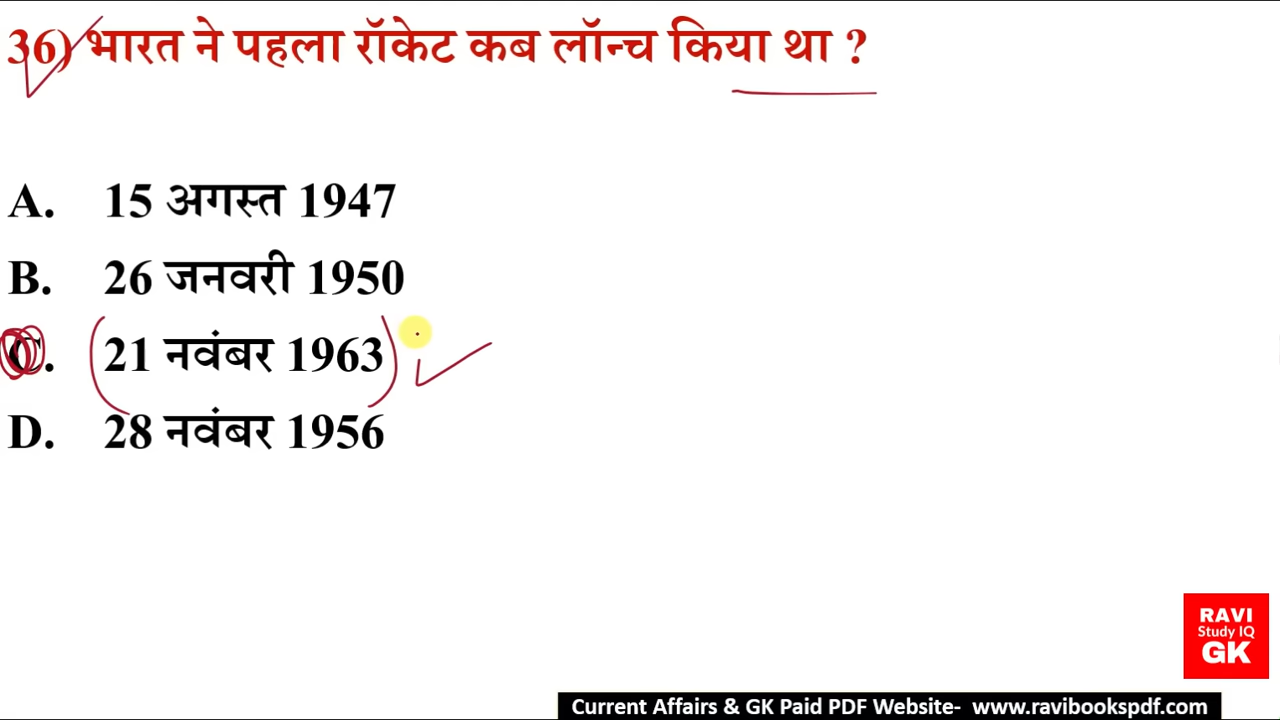 36) भारत ने पहला रॉकेट कब लॉन्च किया था ?
A. 15 अगस्त 1947
B. 26 जनवरी 1950
C. 21 नवंबर 1963
D. 28 नवंबर 1956
RAVI
Study IQ
GK
Current Affairs & GK Paid PDF Website- www.ravibookspdf.com